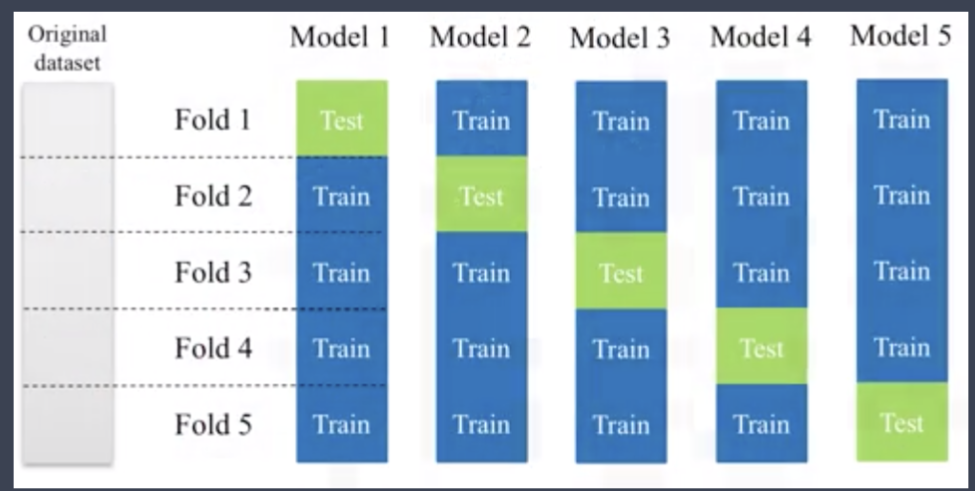 Original
dataset
Model 1 Model 2 Model 3 Model 4 Model 5
Fold 1 Test Train Train Train Train
Fold 2 Train Test Train Train Train
Fold 3 Train Train Test Train Train
Fold 4 Train Train Train Test Train
Fold 5 Train Train Train Train Test